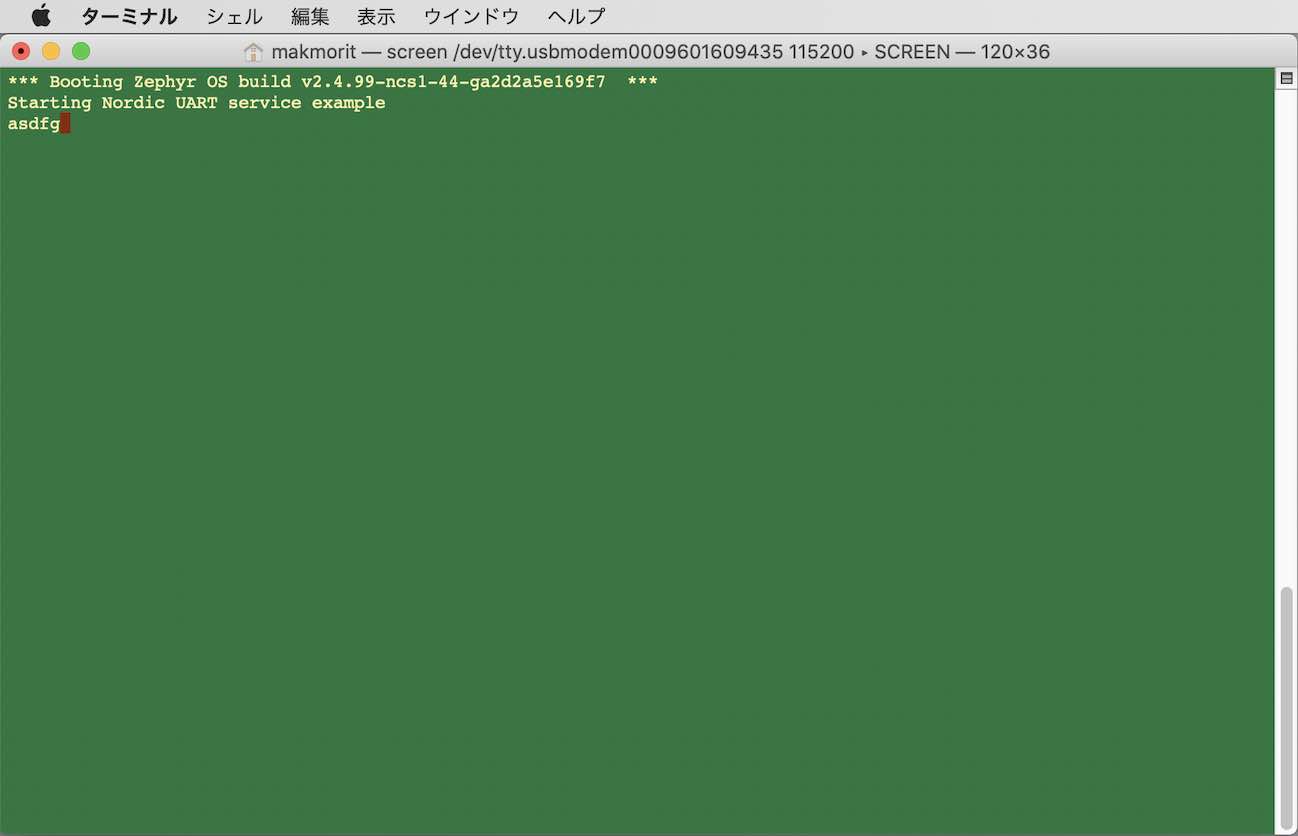 ターミナル シェル 編集 表示 ウインドウ ヘルプ
makmorit — screen /dev/tty.usbmodem0009601609435 115200 ▸ SCREEN — 120×36
*** Booting Zephyr OS build v2.4.99-ncs1-44-ga2d2a5e169f7  ***
Starting Nordic UART service example
asdfg